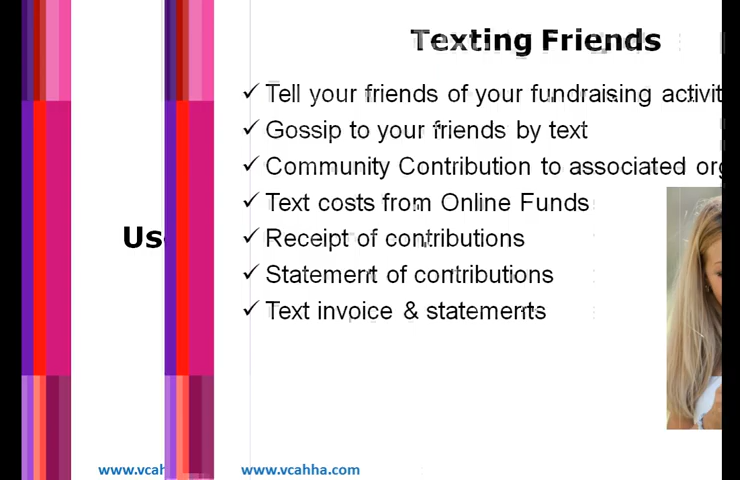 Texting Friends
Tell your friends of your fundraising activit
Gossip to your friends by text
Community Contribution to associated org
Text costs from Online Funds
Us
Receipt of contributions
Statement of contributions
Text invoice & statements
www.vcah
www.vcahha.com